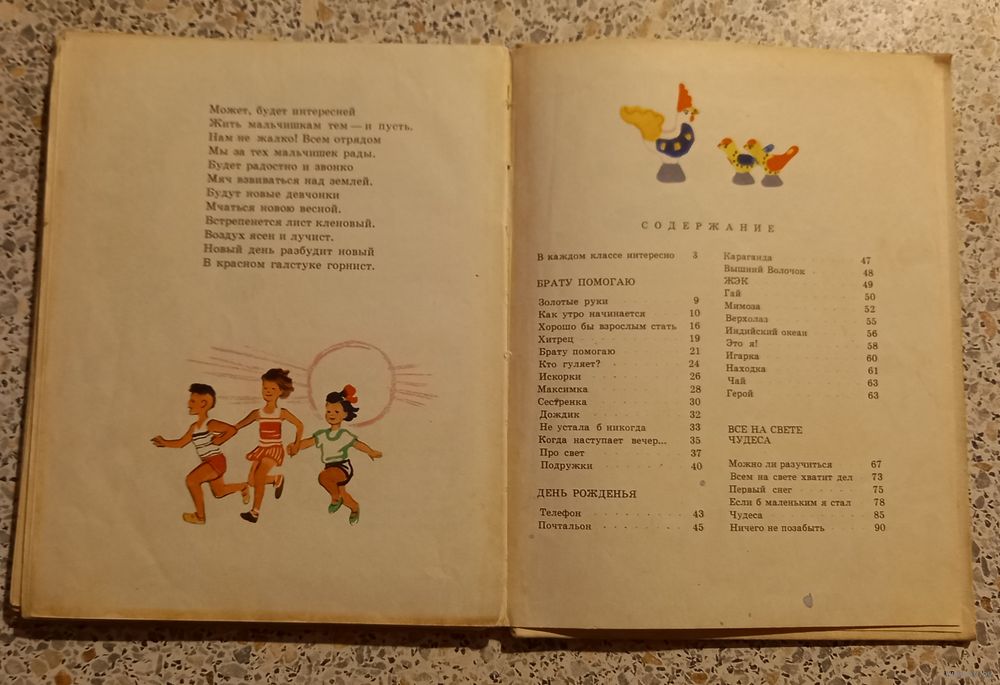 Может, будет интересней
Жить мальчишкам тем — и пусть.
Нам не жалко! Всем отрядом
Мы за тех мальчишек рады.
Будет радостно и звонко
Мяч взвиваться над землей.
Будут новые девчонки
Мчаться новою весной.
Встрепенется лист кленовый.
Воздух ясен и лучист.
Новый день разбудит новый
В красном галстуке горнист.
СОДЕРЖАНИЕ
В каждом классе интересно 3
БРАТУ ПОМОГАЮ
Золотые руки 9
Как утро начинается 10
Хорошо бы взрослым стать 16
Хитрец 19
Брату помогаю 21
Кто гуляет? 24
Искорки 26
Максимка 28
Сестренка 30
Дождик 32
Не устала б никогда 33
Когда наступает вечер... 35
Про свет 37
Подружки 40
ДЕНЬ РОЖДЕНЬЯ
Телефон 43
Почтальон 45
Караганда 47
Вышний Волочок 48
ЖЭК 49
Гай 50
Мимоза 52
Верхолаз 55
Индийский океан 56
Это я! 58
Игарка 60
Находка 61
Чай 63
Герой 63
ВСЕ НА СВЕТЕ
ЧУДЕСА
Можно ли разучиться 67
Всем на свете хватит дел 73
Первый снег 75
Если б маленьким я стал 78
Чудеса 85
Ничего не позабыть 90